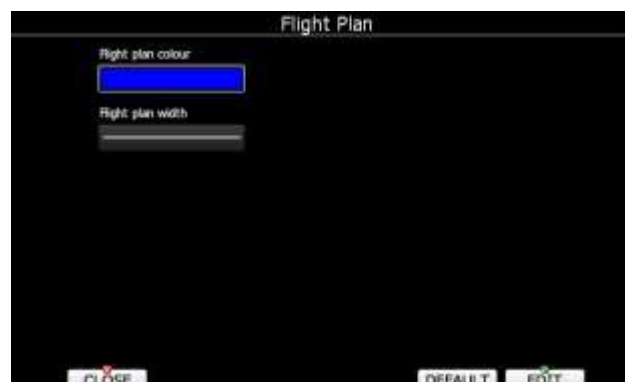 Flight Plan
Flight plan colour
Flight plan width
CLOSE
DEFAULT
EDIT